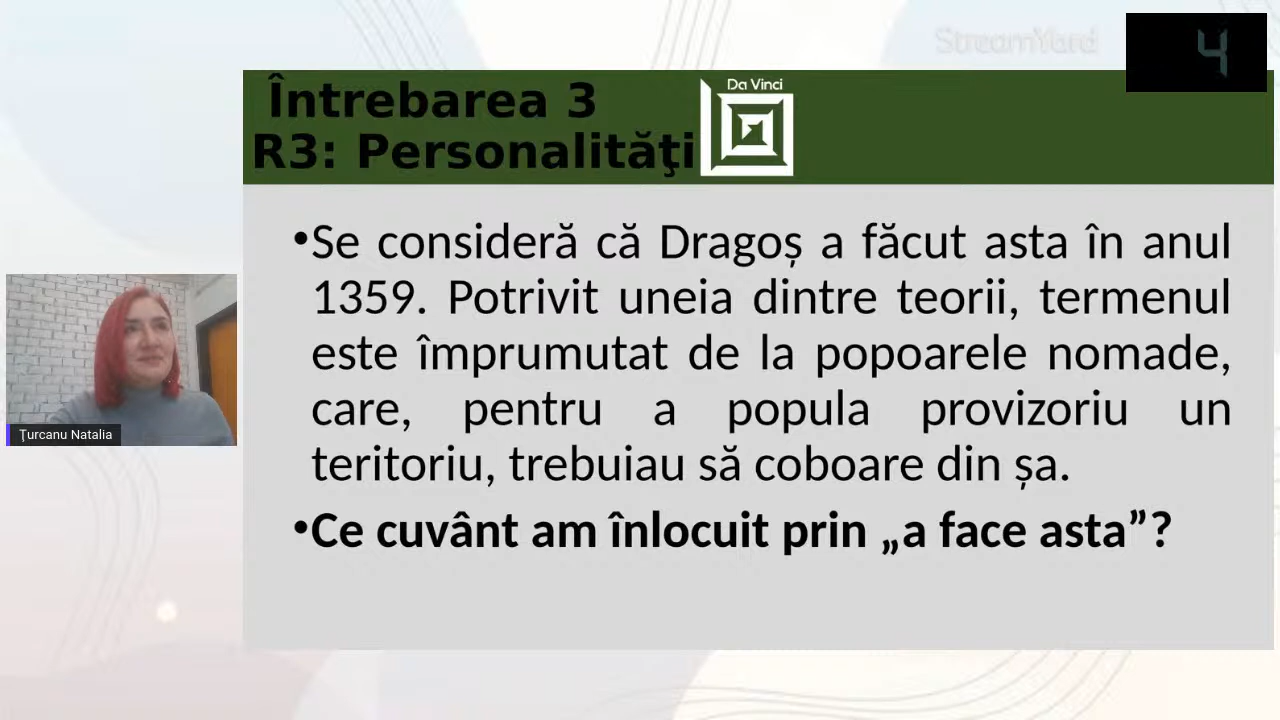 StreamYard
4
Întrebarea 3
R3: Personalităţi
Da Vinci
•Se consideră că Dragoș a făcut asta în anul
1359. Potrivit uneia dintre teorii, termenul
este împrumutat de la popoarele nomade,
care, pentru a popula provizoriu un
teritoriu, trebuiau să coboare din șa.
•Ce cuvânt am înlocuit prin „a face asta”?
Ţurcanu Natalia